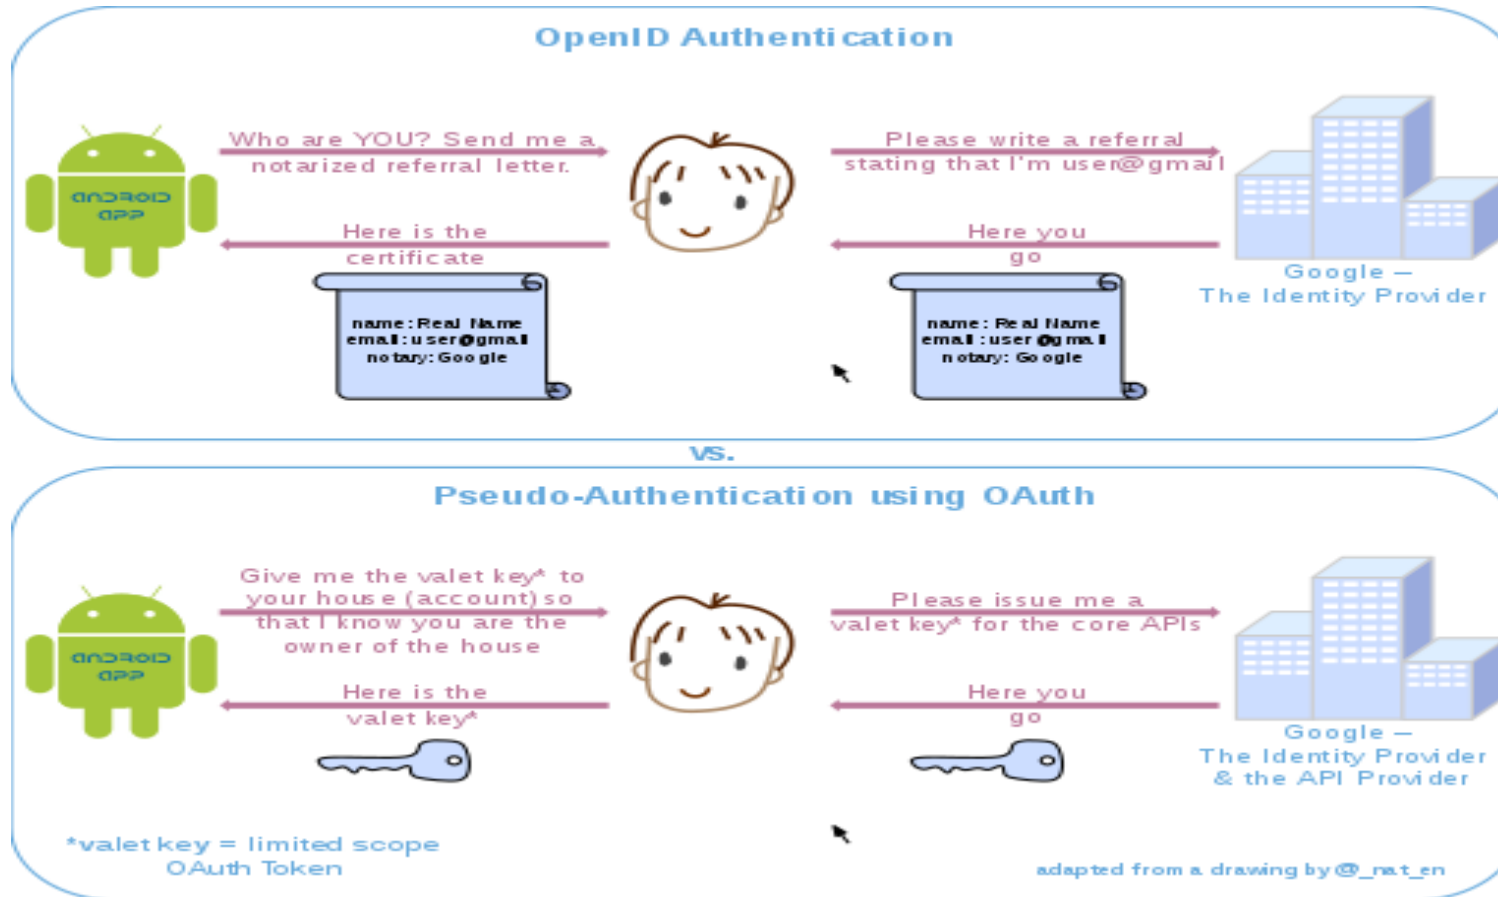 OpenID Authentication
Who are YOU? Send me a
notarized referral letter.
Please write a referral
stating that I'm user@gmail
ANDROID
APP
Here is the
certificate
Here you
go
Google —
The Identity Provider
name: Real Name
email: user@gmail
notary: Google
name: Real Name
email: user@gmail
notary: Google
vs.
Pseudo-Authentication using OAuth
Give me the valet key* to
your house (account) so
that I know you are the
owner of the house
Please issue me a
valet key* for the core APIs
ANDROID
APP
Here is the
valet key*
Here you
go
Google —
The Identity Provider
& the API Provider
*valet key = limited scope
OAuth Token
adapted from a drawing by @_nat_en